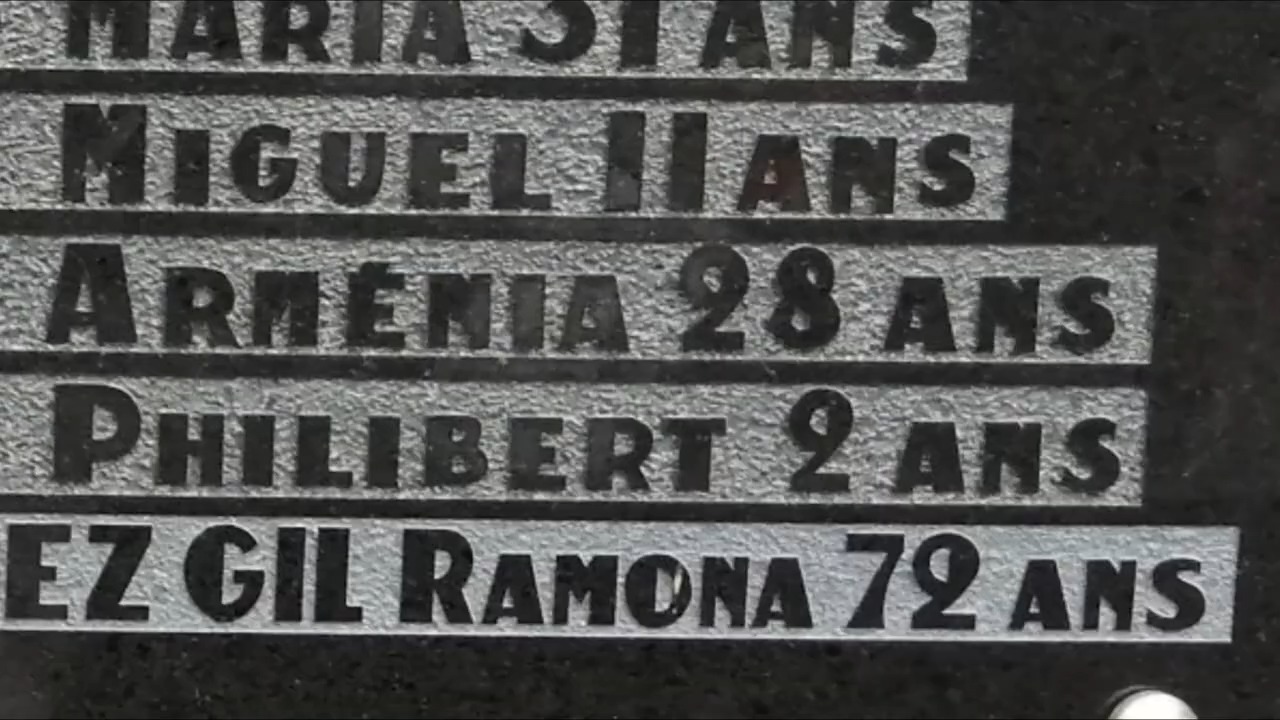 MARIA 31 ANS
MIGUEL 11 ANS
ARMÉNIA 28 ANS
PHILIBERT 2 ANS
EZ GIL RAMONA 72 ANS